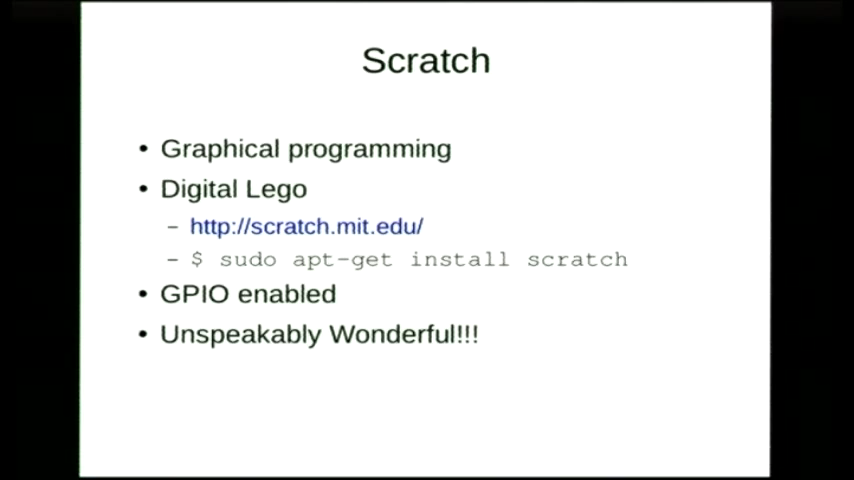 Scratch
• Graphical programming
• Digital Lego
– http://scratch.mit.edu/
– $ sudo apt-get install scratch
• GPIO enabled
• Unspeakably Wonderful!!!